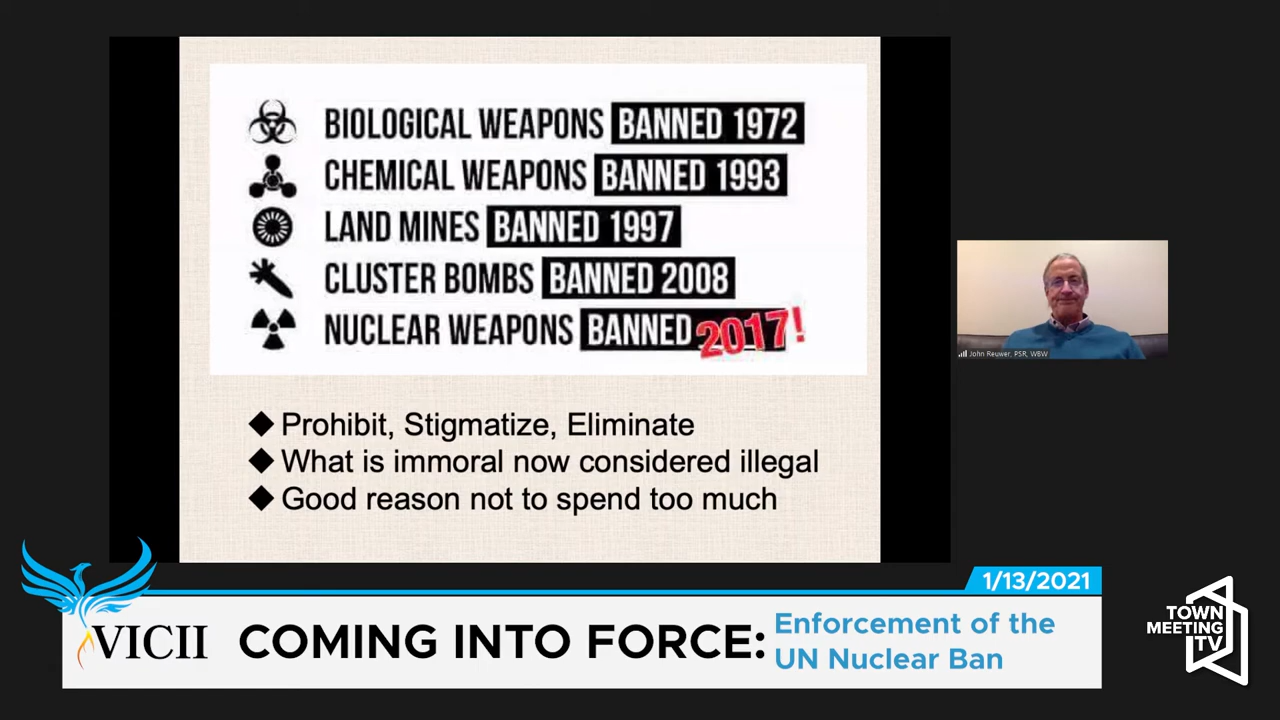 BIOLOGICAL WEAPONS BANNED 1972
CHEMICAL WEAPONS BANNED 1993
LAND MINES BANNED 1997
CLUSTER BOMBS BANNED 2008
NUCLEAR WEAPONS BANNED 2017!
Prohibit, Stigmatize, Eliminate
What is immoral now considered illegal
Good reason not to spend too much
John Reuwer, PSR, WBW
1/13/2021
VICII
COMING INTO FORCE:
Enforcement of the
UN Nuclear Ban
TOWN
MEETING
TV